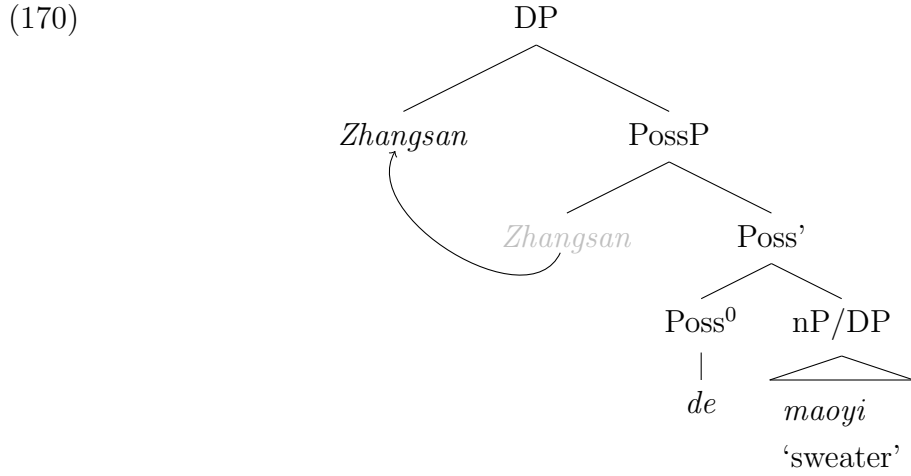 (170)
DP
Zhangsan PossP
Zhangsan Poss’
Poss⁰ nP/DP
de maoyi
‘sweater’